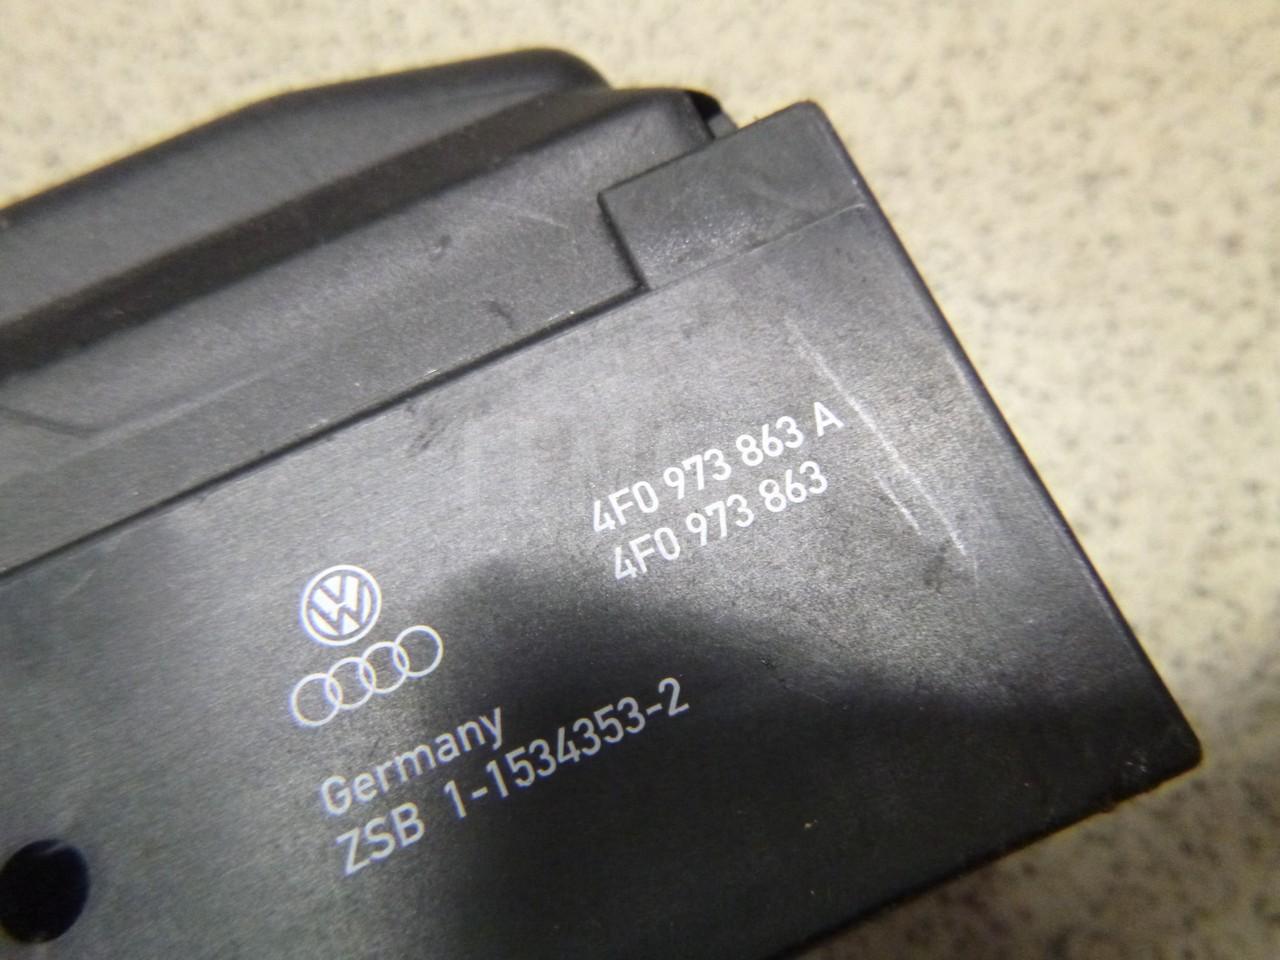 4F0 973 863 A
4F0 973 863
Germany
ZSB 1-1534353-2